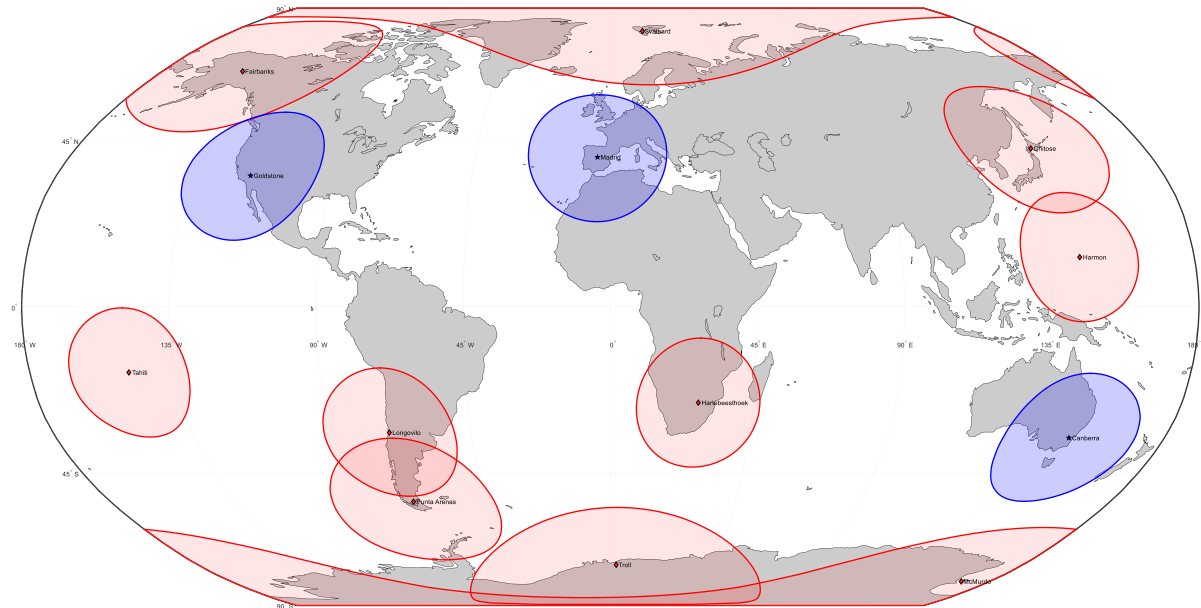 90° N
Svalbard
Fairbanks
45° N
Chitose
Madrid
Goldstone
Harmon
0°
180° W
135° W
90° W
45° W
0°
45° E
90° E
135° E
180°
Tahiti
Hartebeesthoek
Longovilo
Canberra
45° S
Punta Arenas
Troll
McMurdo
90° S